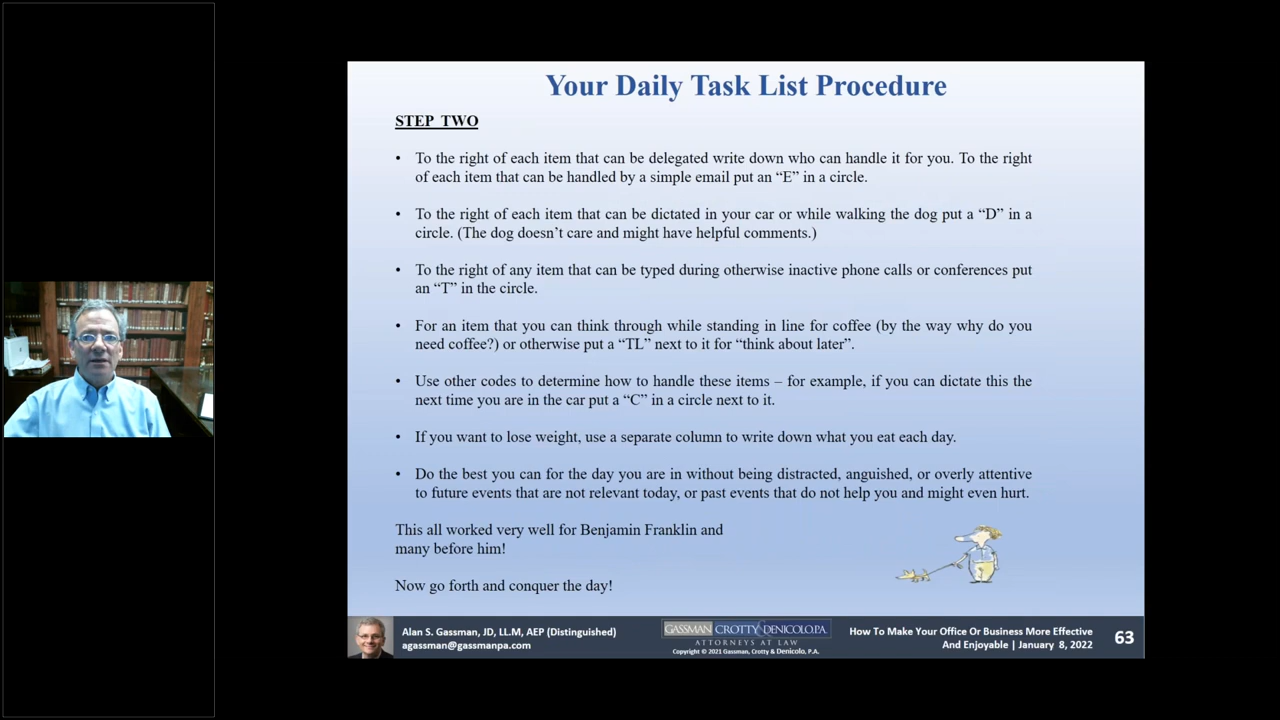 Your Daily Task List Procedure
STEP TWO
• To the right of each item that can be delegated write down who can handle it for you. To the right
of each item that can be handled by a simple email put an “E” in a circle.
• To the right of each item that can be dictated in your car or while walking the dog put a “D” in a
circle. (The dog doesn’t care and might have helpful comments.)
• To the right of any item that can be typed during otherwise inactive phone calls or conferences put
an “T” in the circle.
• For an item that you can think through while standing in line for coffee (by the way why do you
need coffee?) or otherwise put a “TL” next to it for “think about later”.
• Use other codes to determine how to handle these items – for example, if you can dictate this the
next time you are in the car put a “C” in a circle next to it.
• If you want to lose weight, use a separate column to write down what you eat each day.
• Do the best you can for the day you are in without being distracted, anguished, or overly attentive
to future events that are not relevant today, or past events that do not help you and might even hurt.
This all worked very well for Benjamin Franklin and
many before him!
Now go forth and conquer the day!
Alan S. Gassman, JD, LL.M, AEP (Distinguished)
agassman@gassmanpa.com
GASSMAN CROTTY & DENICOLO, P.A.
ATTORNEYS AT LAW
Copyright © 2021 Gassman, Crotty & Denicolo, P.A.
How To Make Your Office Or Business More Effective
And Enjoyable | January 8, 2022
63